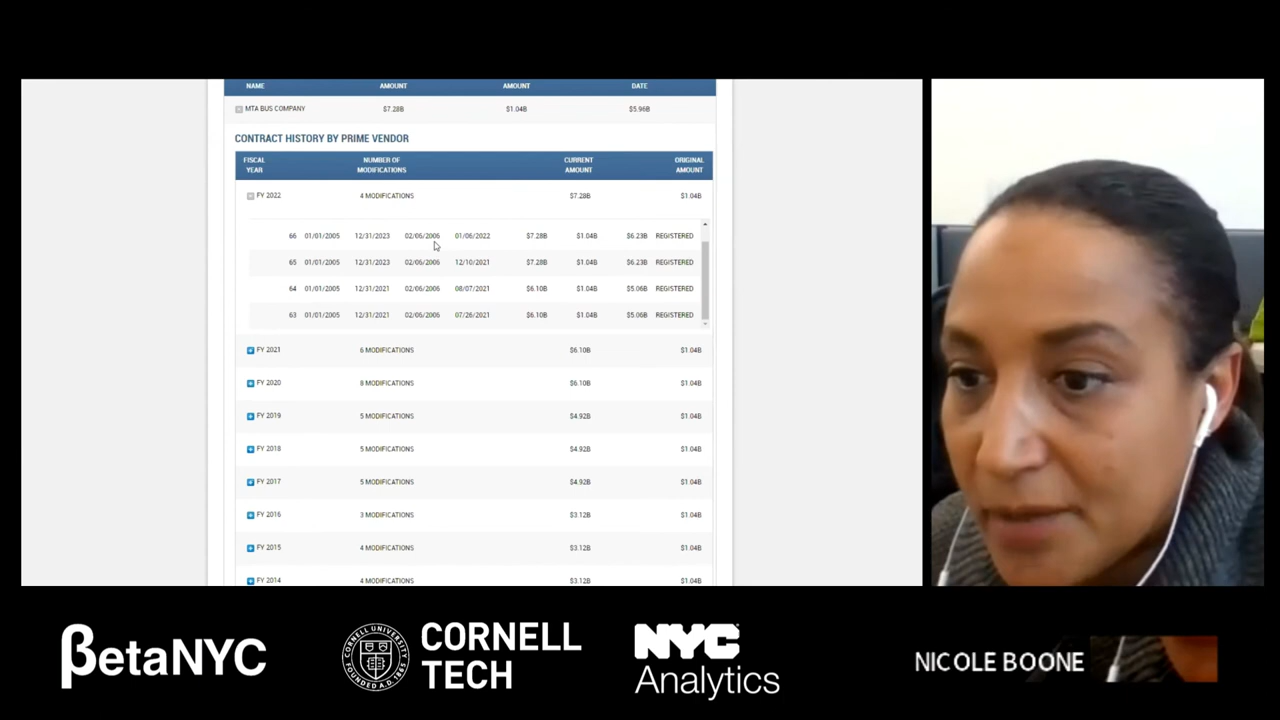 NAME AMOUNT AMOUNT DATE
MTA BUS COMPANY $7.28B $1.04B $5.96B
CONTRACT HISTORY BY PRIME VENDOR
FISCAL YEAR NUMBER OF MODIFICATIONS CURRENT AMOUNT ORIGINAL AMOUNT
FY 2022 4 MODIFICATIONS $7.28B $1.04B
66 01/01/2005 12/31/2023 02/06/2006 01/06/2022 $7.28B $1.04B $6.23B REGISTERED
65 01/01/2005 12/31/2023 02/06/2006 12/10/2021 $7.28B $1.04B $6.23B REGISTERED
64 01/01/2005 12/31/2021 02/06/2006 08/07/2021 $6.10B $1.04B $5.06B REGISTERED
63 01/01/2005 12/31/2021 02/06/2006 07/26/2021 $6.10B $1.04B $5.06B REGISTERED
FY 2021 6 MODIFICATIONS $6.10B $1.04B
FY 2020 8 MODIFICATIONS $6.10B $1.04B
FY 2019 5 MODIFICATIONS $4.92B $1.04B
FY 2018 5 MODIFICATIONS $4.92B $1.04B
FY 2017 5 MODIFICATIONS $4.92B $1.04B
FY 2016 3 MODIFICATIONS $3.12B $1.04B
FY 2015 4 MODIFICATIONS $3.12B $1.04B
FY 2014 4 MODIFICATIONS $3.12B $1.04B
βetaNYC
CORNELL UNIVERSITY FOUNDED A.D. 1865
CORNELL
TECH
NYC
Analytics
NICOLE BOONE